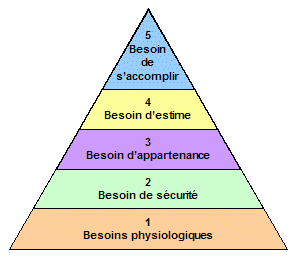 5
Besoin
de
s'accomplir
4
Besoin d'estime
3
Besoin d'appartenance
2
Besoin de sécurité
1
Besoins physiologiques